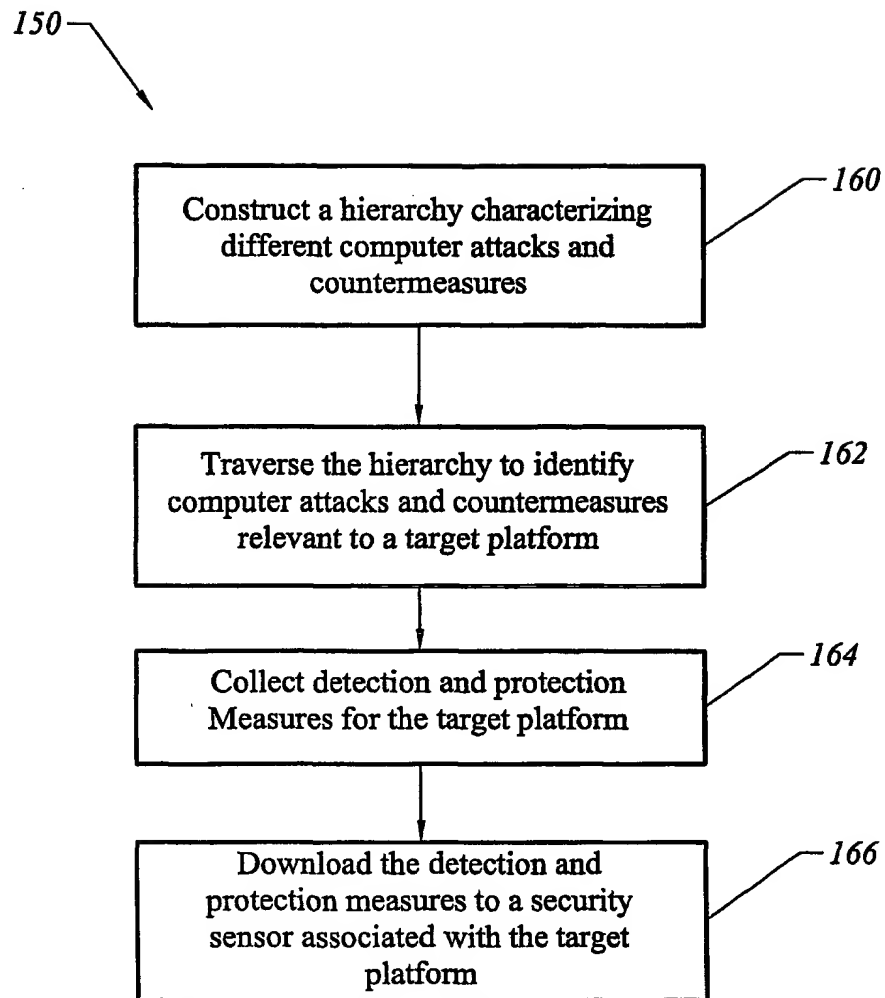 150
160
Construct a hierarchy characterizing
different computer attacks and
countermeasures
162
Traverse the hierarchy to identify
computer attacks and countermeasures
relevant to a target platform
164
Collect detection and protection
Measures for the target platform
166
Download the detection and
protection measures to a security
sensor associated with the target
platform